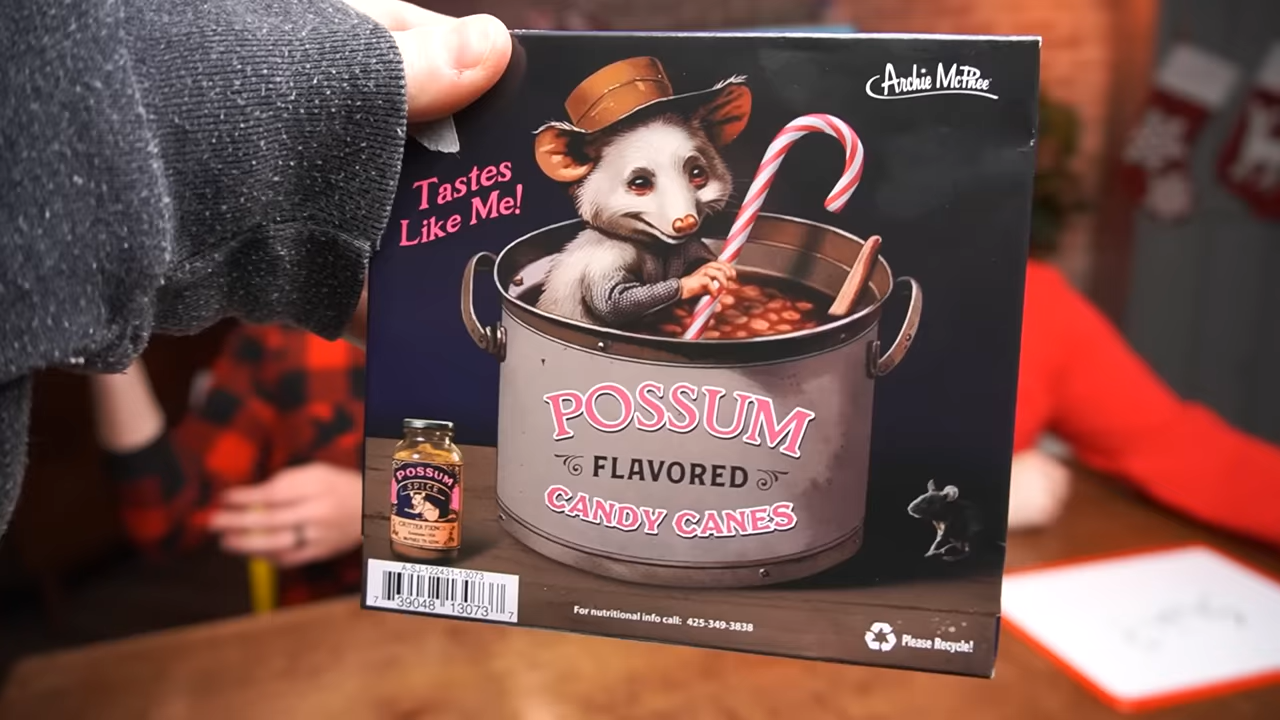 Archie McPhee
Tastes
Like Me!
POSSUM
FLAVORED
CANDY CANES
POSSUM
SPICE
A-SJ-122431-13073
7 39048 13073 7
For nutritional info call: 425-349-3838
Please Recycle!